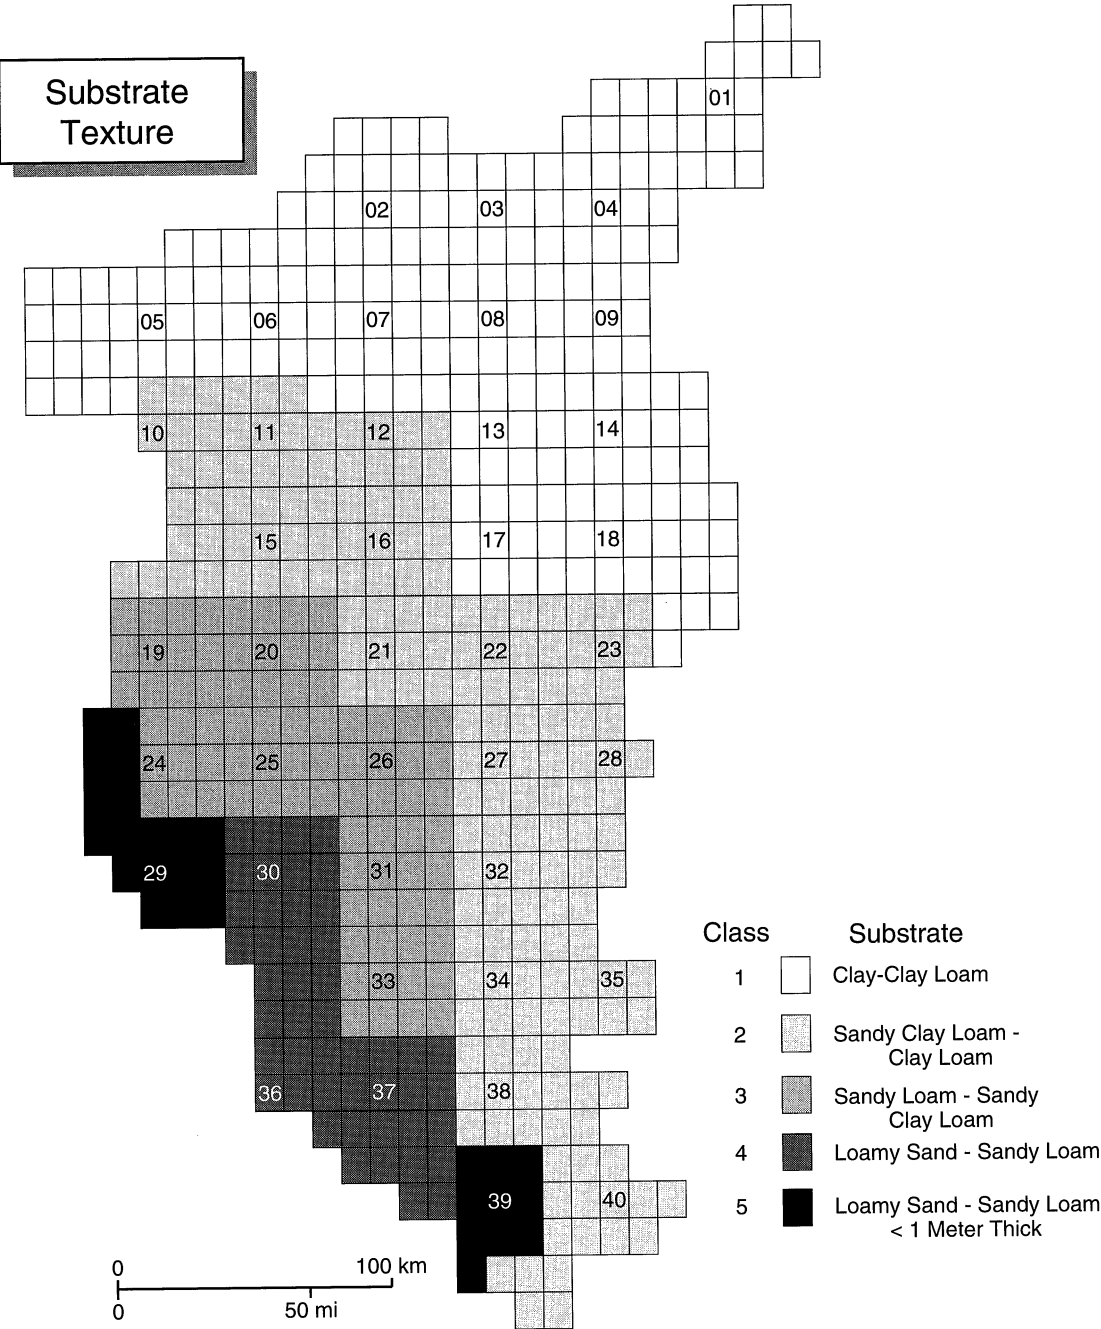 Substrate
Texture
01
02 03 04
05 06 07 08 09
10 11 12 13 14
15 16 17 18
19 20 21 22 23
24 25 26 27 28
29 30 31 32
33 34 35
36 37 38
39 40
Class Substrate
1 Clay-Clay Loam
2 Sandy Clay Loam -
Clay Loam
3 Sandy Loam - Sandy
Clay Loam
4 Loamy Sand - Sandy Loam
5 Loamy Sand - Sandy Loam
< 1 Meter Thick
0 100 km
0 50 mi